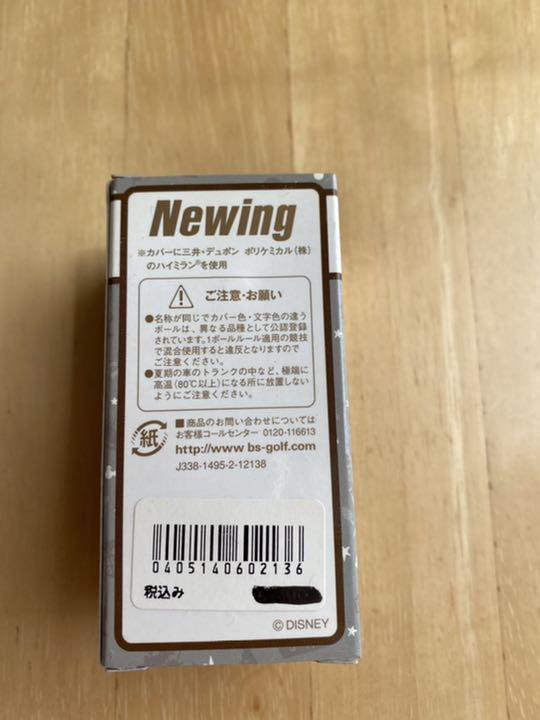 Newing
※カバーに三井・デュポン ポリケミカル(株)
のハイミラン®を使用
ご注意・お願い
●名称が同じでカバー色・文字色の違う
ボールは、異なる品種として公認登録
されています。1ボールルール適用の競技
で混合使用すると違反となりますので
ご注意ください。
●夏期の車のトランクの中など、極端に
高温(80℃以上)になる所に放置しない
ようにご注意ください。
紙
■商品のお問い合わせについては
お客様コールセンター 0120-116613
http://www bs-golf.com
J338-1495-2-12138
0405140602136
税込み
©DISNEY